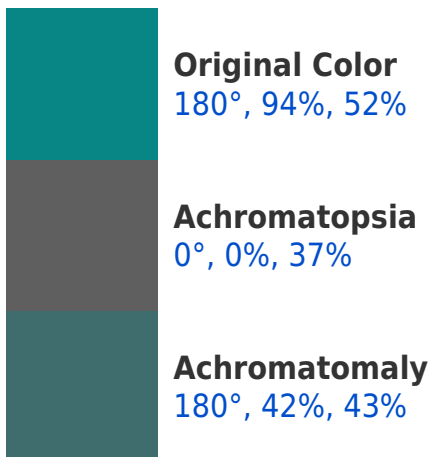 Original Color
180°, 94%, 52%
Achromatopsia
0°, 0%, 37%
Achromatomaly
180°, 42%, 43%